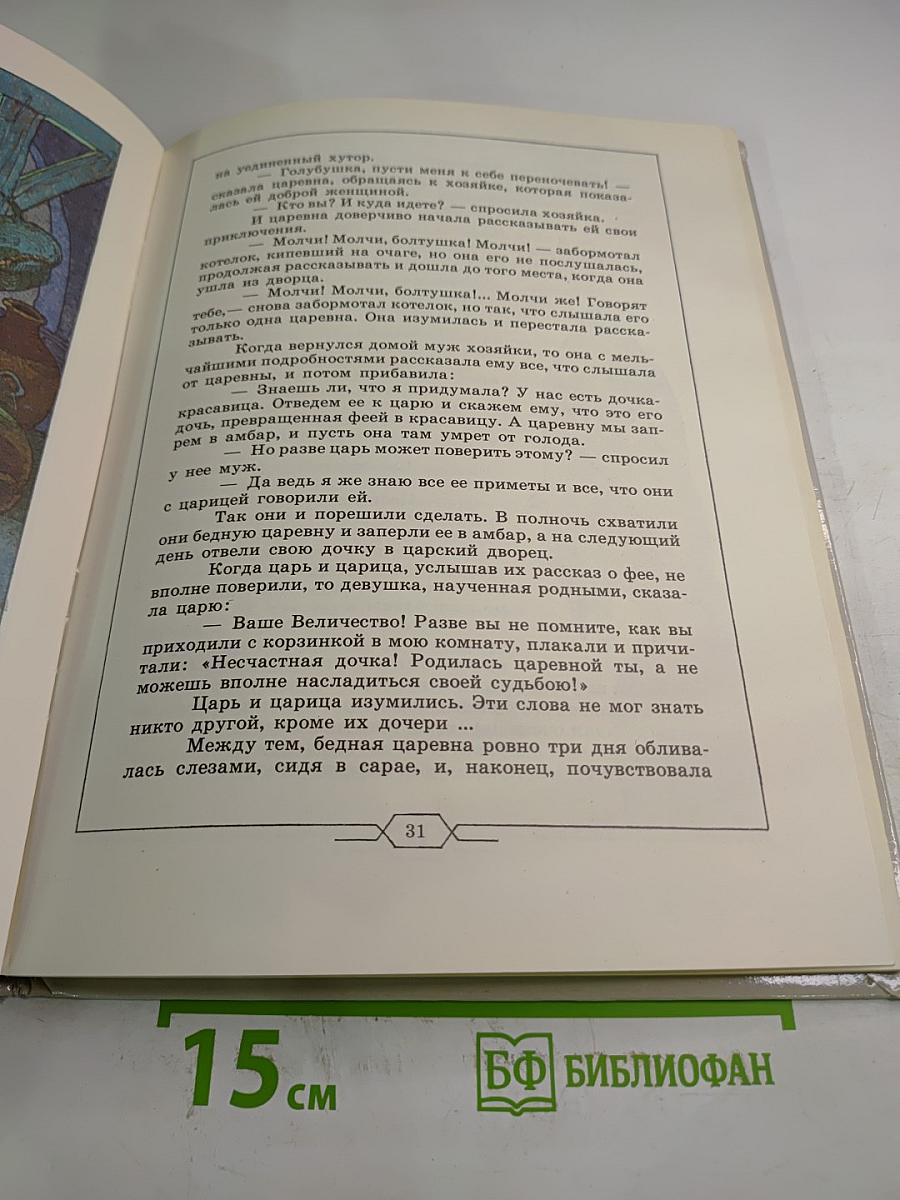 на уединенный хутор.
— Голубушка, пусти меня к себе переночевать! —
сказала царевна, обращаясь к хозяйке, которая показа-
лась ей доброй женщиной.
— Кто вы? И куда идете? — спросила хозяйка.
И царевна доверчиво начала рассказывать ей свои
приключения.
— Молчи! Молчи, болтушка! Молчи! — забормотал
котелок, кипевший на очаге, но она его не послушалась,
продолжая рассказывать и дошла до того места, когда она
ушла из дворца.
— Молчи! Молчи, болтушка!... Молчи же! Говорят
тебе,— снова забормотал котелок, но так, что слышала его
только одна царевна. Она изумилась и перестала расска-
зывать.
Когда вернулся домой муж хозяйки, то она с мель-
чайшими подробностями рассказала ему все, что слышала
от царевны, и потом прибавила:
— Знаешь ли, что я придумала? У нас есть дочка-
красавица. Отведем ее к царю и скажем ему, что это его
дочь, превращенная феей в красавицу. А царевну мы зап-
рем в амбар, и пусть она там умрет от голода.
— Но разве царь может поверить этому? — спросил
у нее муж.
— Да ведь я же знаю все ее приметы и все, что они
с царицей говорили ей.
Так они и порешили сделать. В полночь схватили
они бедную царевну и заперли ее в амбар, а на следующий
день отвели свою дочку в царский дворец.
Когда царь и царица, услышав их рассказ о фее, не
вполне поверили, то девушка, наученная родными, сказа-
ла царю:
— Ваше Величество! Разве вы не помните, как вы
приходили с корзинкой в мою комнату, плакали и причи-
тали: «Несчастная дочка! Родилась царевной ты, а не
можешь вполне насладиться своей судьбою!»
Царь и царица изумились. Эти слова не мог знать
никто другой, кроме их дочери ...
Между тем, бедная царевна ровно три дня облива-
лась слезами, сидя в сарае, и, наконец, почувствовала
31
15 см
БФ БИБЛИОФАН